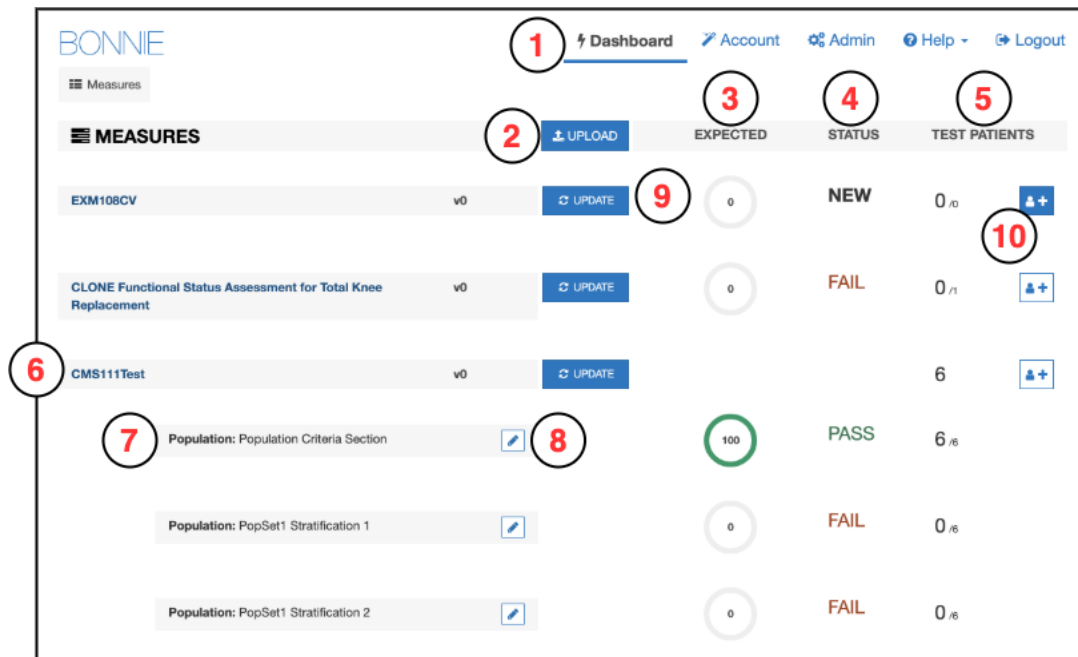 BONNIE
1 Dashboard Account Admin Help Logout
Measures
3 4 5
MEASURES 2 UPLOAD EXPECTED STATUS TEST PATIENTS
EXM108CV v0 UPDATE 9 0 NEW 0 /0
10
CLONE Functional Status Assessment for Total Knee Replacement v0 UPDATE 0 FAIL 0 /1
6 CMS111Test v0 UPDATE 6
7 Population: Population Criteria Section 8 100 PASS 6 /6
Population: PopSet1 Stratification 1 0 FAIL 0 /6
Population: PopSet1 Stratification 2 0 FAIL 0 /6